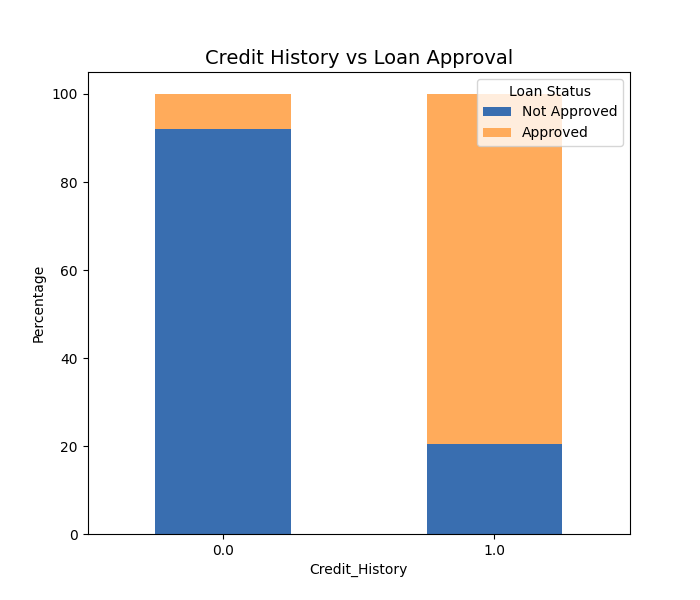 Credit History vs Loan Approval
Loan Status
Not Approved
Approved
100
80
60
40
20
0
Percentage
0.0
1.0
Credit_History